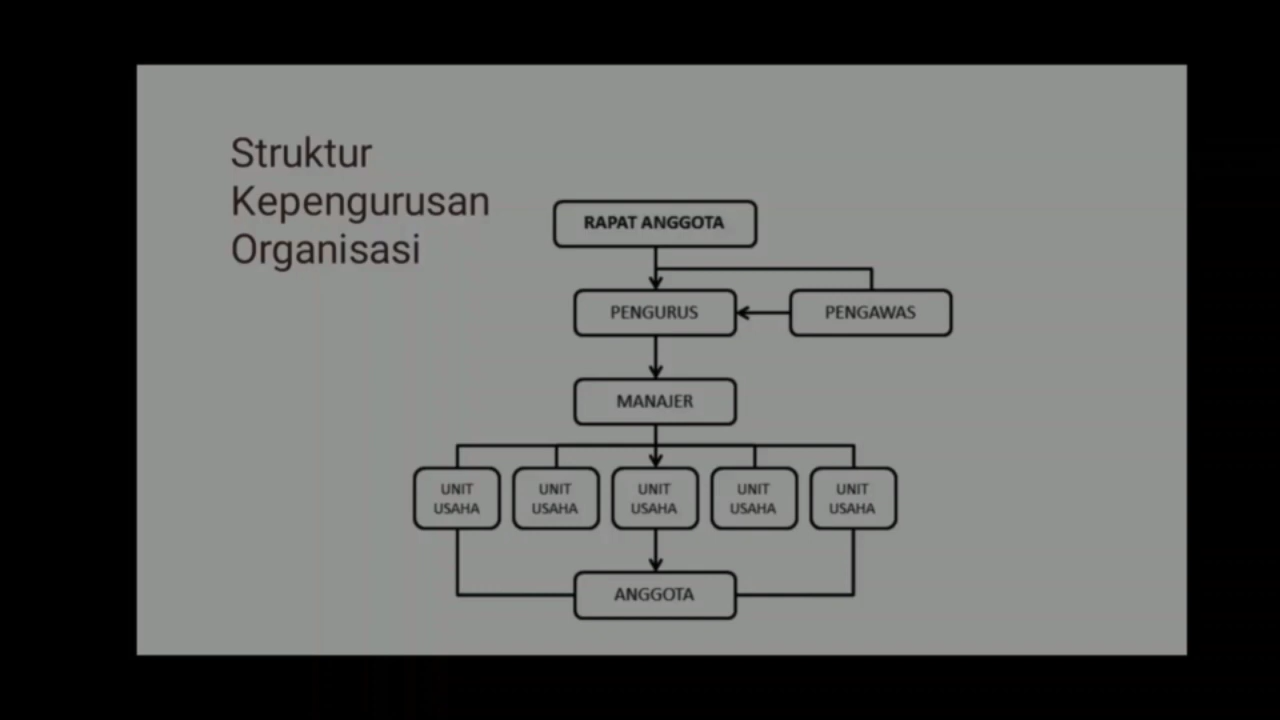 Struktur
Kepengurusan
Organisasi
RAPAT ANGGOTA
PENGURUS
PENGAWAS
MANAJER
UNIT
USAHA
UNIT
USAHA
UNIT
USAHA
UNIT
USAHA
UNIT
USAHA
ANGGOTA